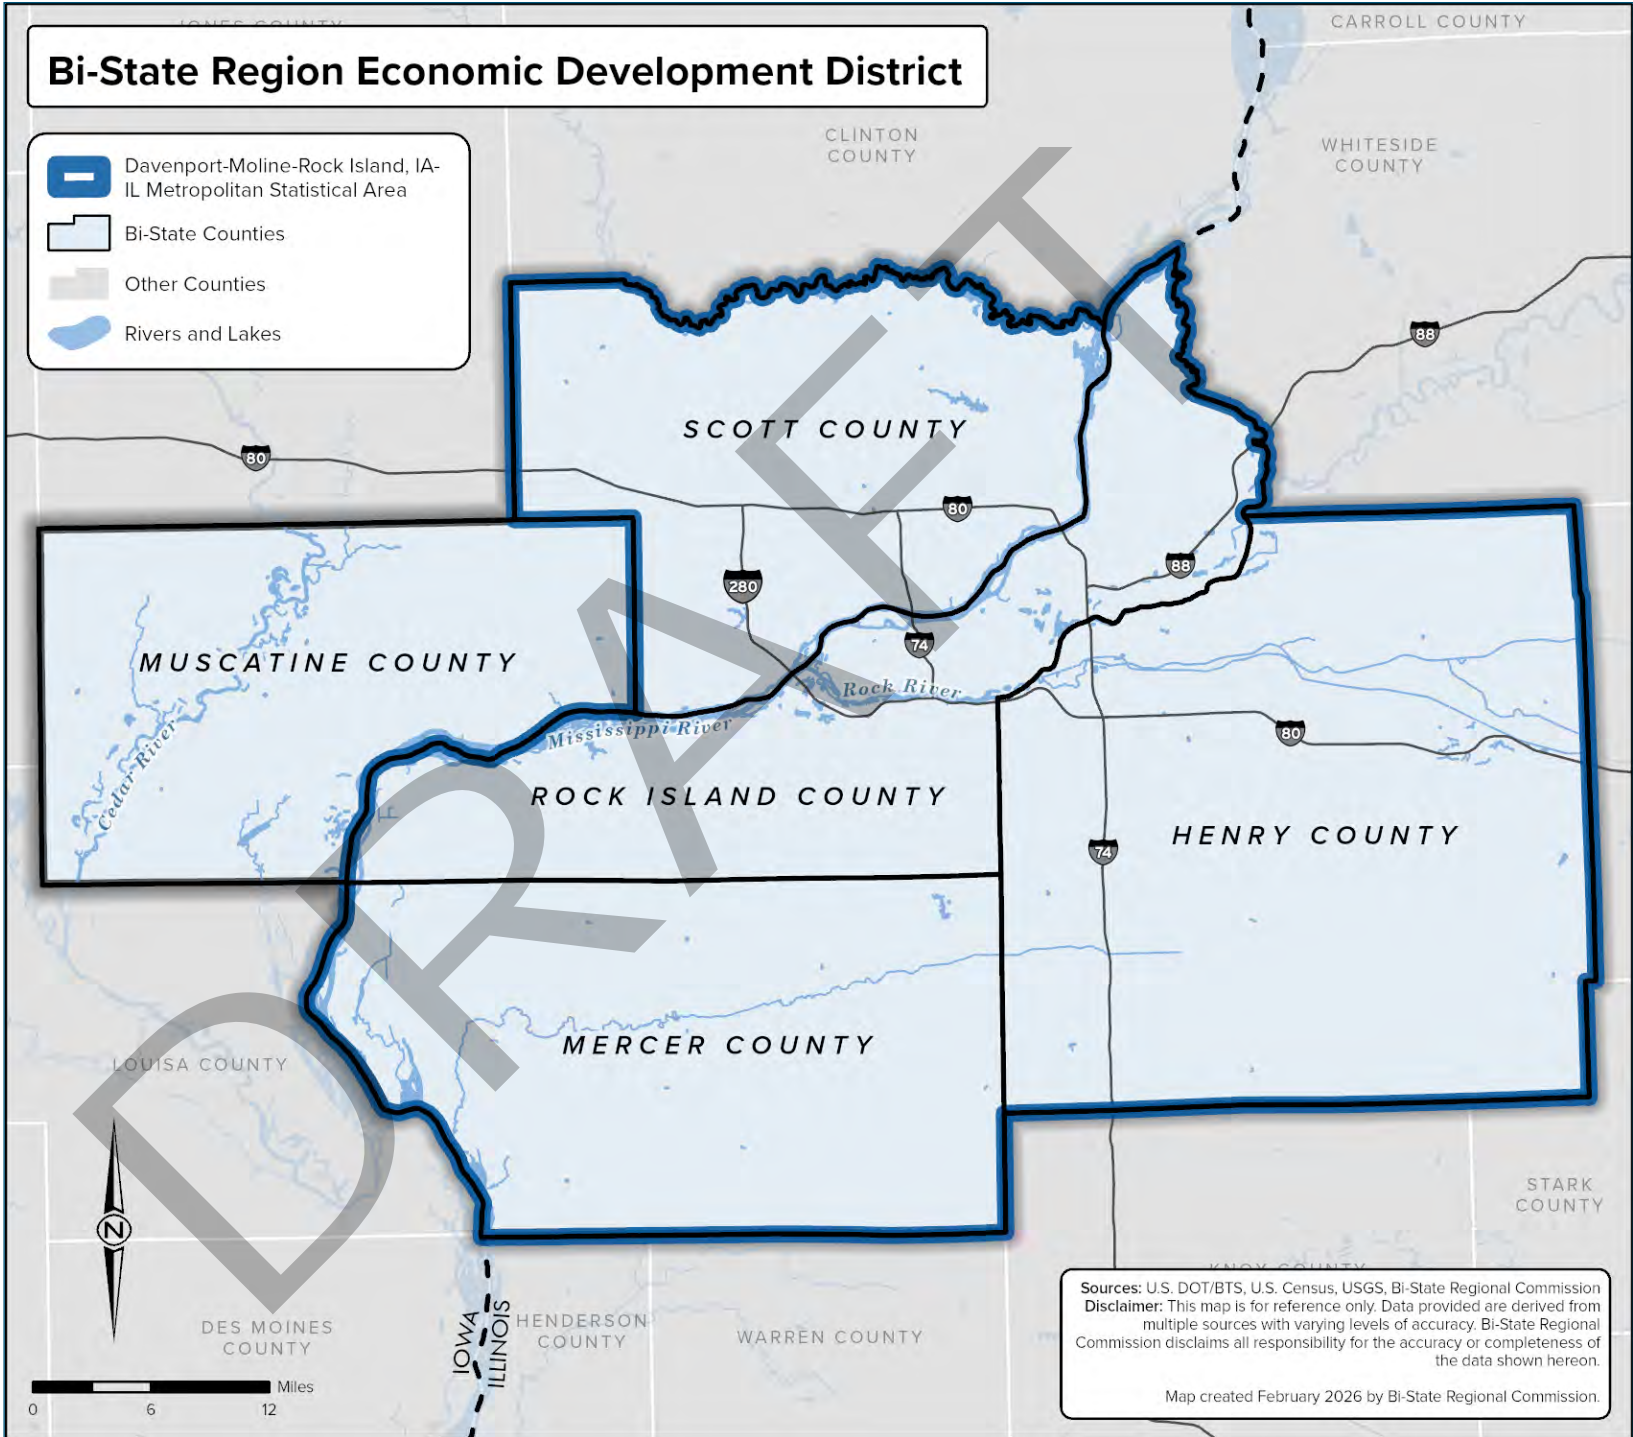 JONES COUNTY
CARROLL COUNTY
Bi-State Region Economic Development District
CLINTON
COUNTY
WHITESIDE
COUNTY
Davenport-Moline-Rock Island, IA-
IL Metropolitan Statistical Area
Bi-State Counties
Other Counties
Rivers and Lakes
88
SCOTT COUNTY
80
80
88
280
74
MUSCATINE COUNTY
Rock River
Mississippi River
80
Cedar River
ROCK ISLAND COUNTY
HENRY COUNTY
74
MERCER COUNTY
LOUISA COUNTY
DRAFT
STARK
COUNTY
N
KNOX COUNTY
DES MOINES
COUNTY
IOWA
ILLINOIS
HENDERSON
COUNTY
WARREN COUNTY
Miles
0 6 12
Sources: U.S. DOT/BTS, U.S. Census, USGS, Bi-State Regional Commission
Disclaimer: This map is for reference only. Data provided are derived from
multiple sources with varying levels of accuracy. Bi-State Regional
Commission disclaims all responsibility for the accuracy or completeness of
the data shown hereon.
Map created February 2026 by Bi-State Regional Commission.